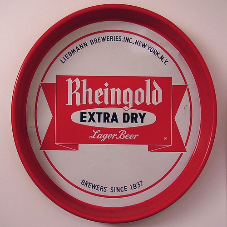 LIEBMANN BREWERIES, INC., NEW YORK, N.Y.
Rheingold
EXTRA DRY
Lager Beer
BREWERS SINCE 1837